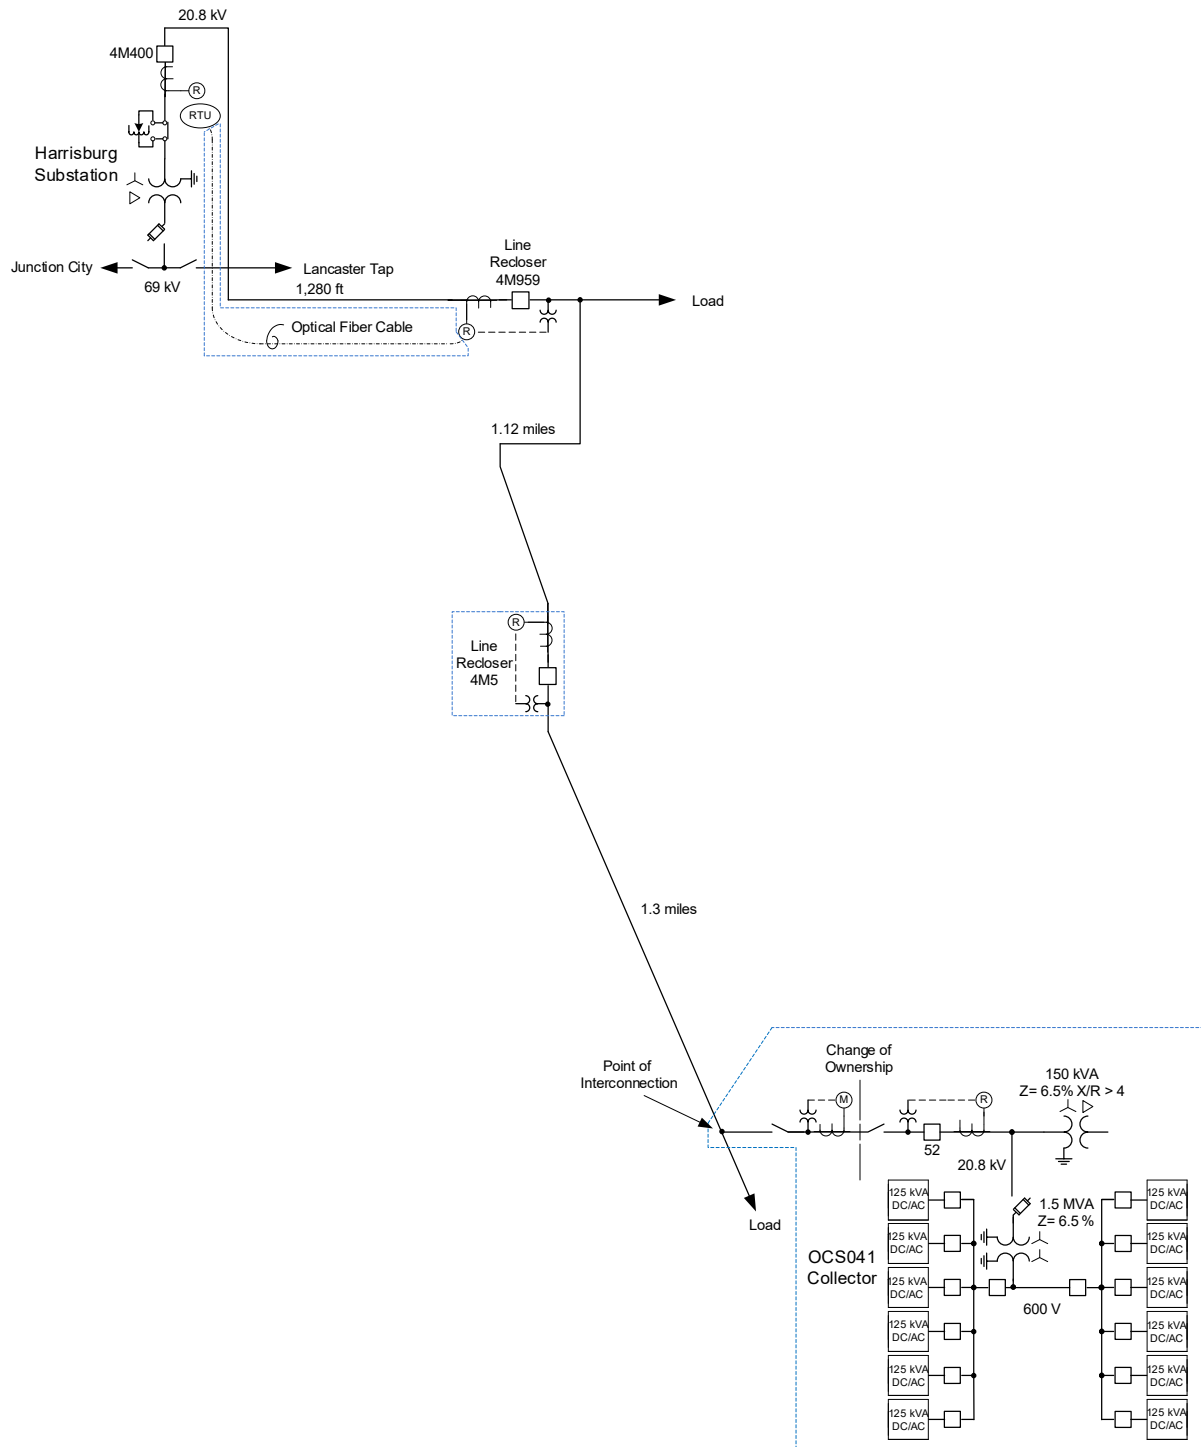 20.8 kV
4M400
R
RTU
Harrisburg
Substation
Junction City
69 kV
Lancaster Tap
1,280 ft
Line
Recloser
4M959
Load
R
Optical Fiber Cable
1.12 miles
R
Line
Recloser
4M5
1.3 miles
Point of
Interconnection
Change of
Ownership
M
R
150 kVA
Z= 6.5% X/R > 4
52
20.8 kV
Load
1.5 MVA
Z= 6.5 %
OCS041
Collector
600 V
125 kVA
DC/AC
125 kVA
DC/AC
125 kVA
DC/AC
125 kVA
DC/AC
125 kVA
DC/AC
125 kVA
DC/AC
125 kVA
DC/AC
125 kVA
DC/AC
125 kVA
DC/AC
125 kVA
DC/AC
125 kVA
DC/AC
125 kVA
DC/AC